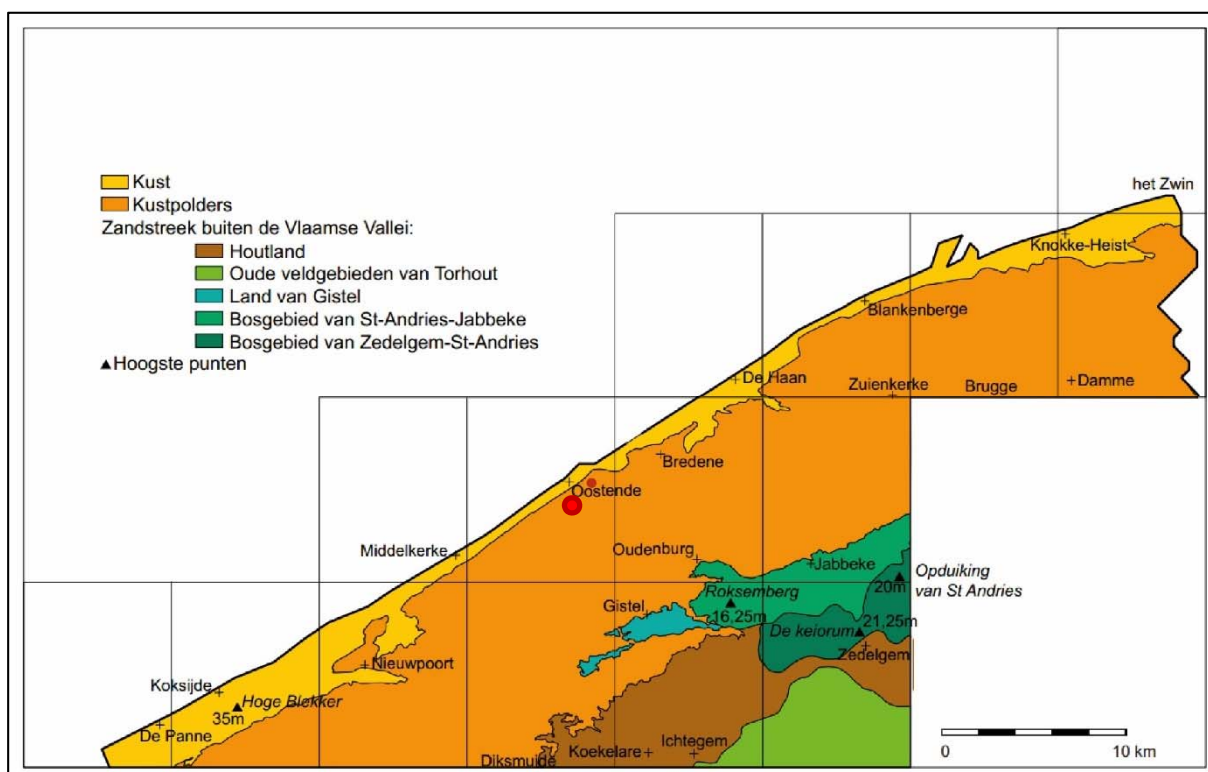 Kust
Kustpolders
Zandstreek buiten de Vlaamse Vallei:
Houtland
Oude veldgebieden van Torhout
Land van Gistel
Bosgebied van St-Andries-Jabbeke
Bosgebied van Zedelgem-St-Andries
Hoogste punten
het Zwin
Knokke-Heist
Blankenberge
De Haan
Zuienkerke
Brugge
Damme
Bredene
Oostende
Middelkerke
Oudenburg
Jabbeke
Opduiking
van St Andries
20m
Roksemberg
16,25m
Gistel
De keiorum
21,25m
Zedelgem
Nieuwpoort
Koksijde
Hoge Blekker
35m
De Panne
Diksmuide
Koekelare
Ichtegem
0
10 km